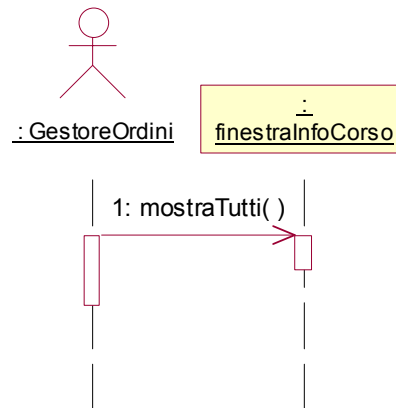 : GestoreOrdini
:
finestraInfoCorso
1: mostraTutti( )